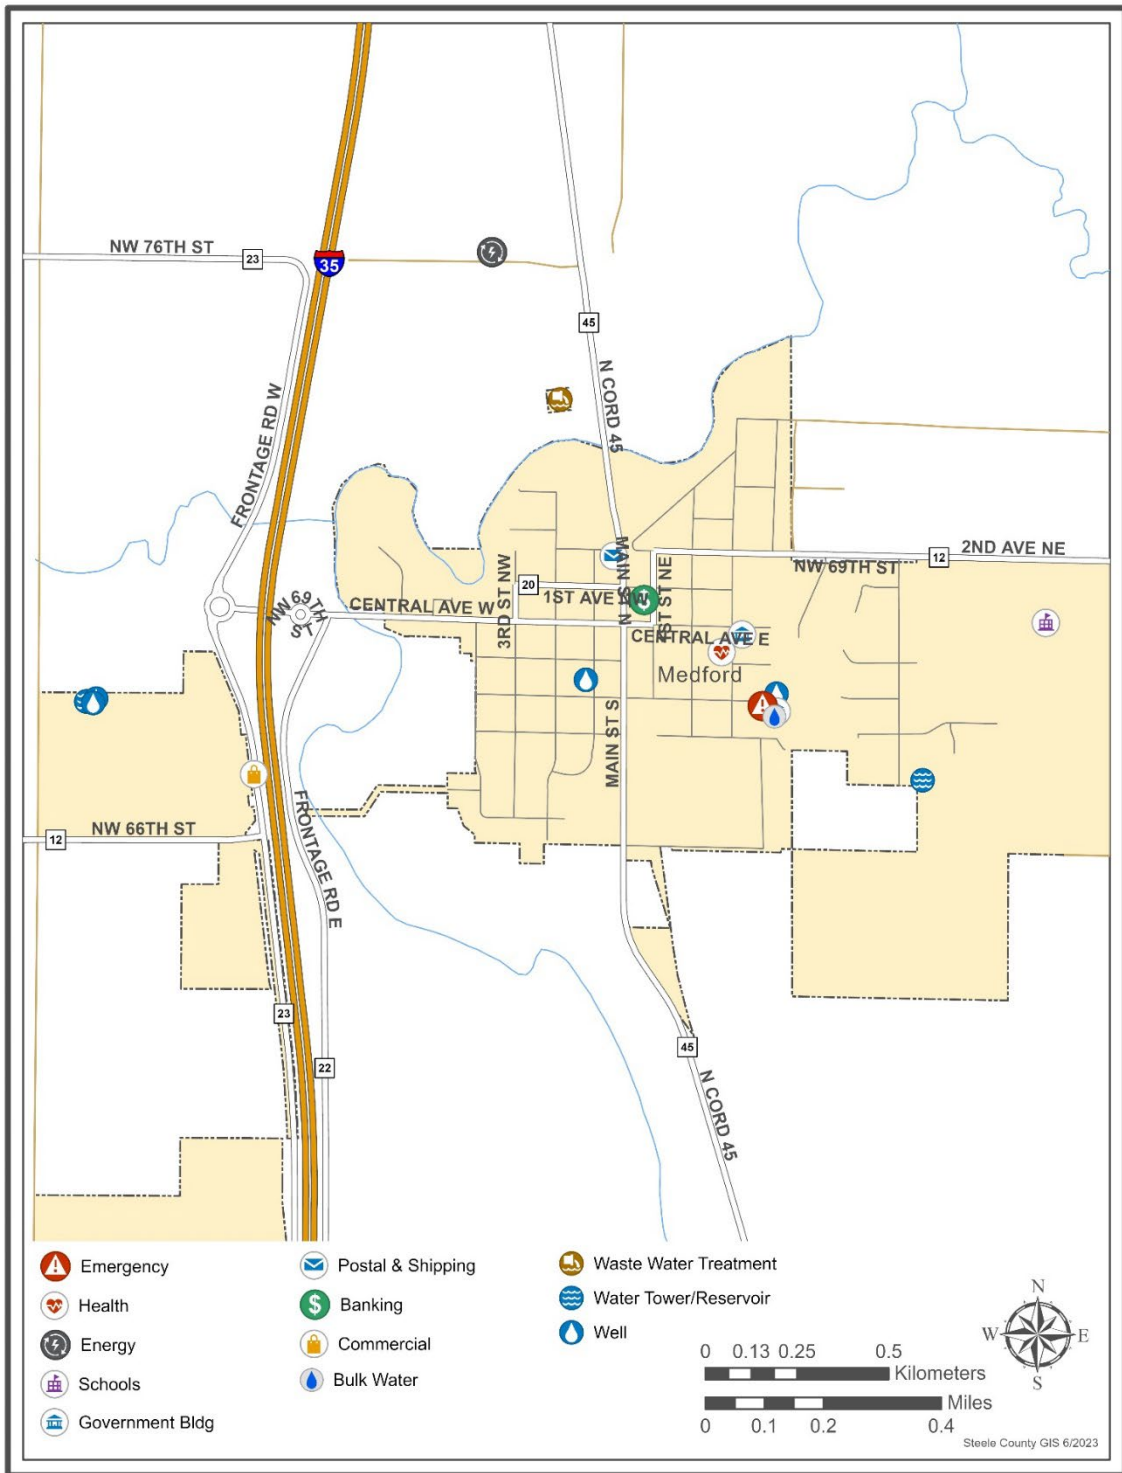 NW 76TH ST
23
35
45
N CORD 45
FRONTAGE RD W
2ND AVE NE
12
NW 69TH ST
MAIN ST N
1ST ST NE
3RD ST NW
20
1ST AVE NW
CENTRAL AVE W
NW 69TH ST
CENTRAL AVE E
Medford
MAIN ST S
NW 66TH ST
12
FRONTAGE RD E
23
22
45
N CORD 45
Emergency
Health
Energy
Schools
Government Bldg
Postal & Shipping
$ Banking
Commercial
Bulk Water
Waste Water Treatment
Water Tower/Reservoir
Well
N
W E
S
0 0.13 0.25 0.5
Kilometers
Miles
0 0.1 0.2 0.4
Steele County GIS 6/2023